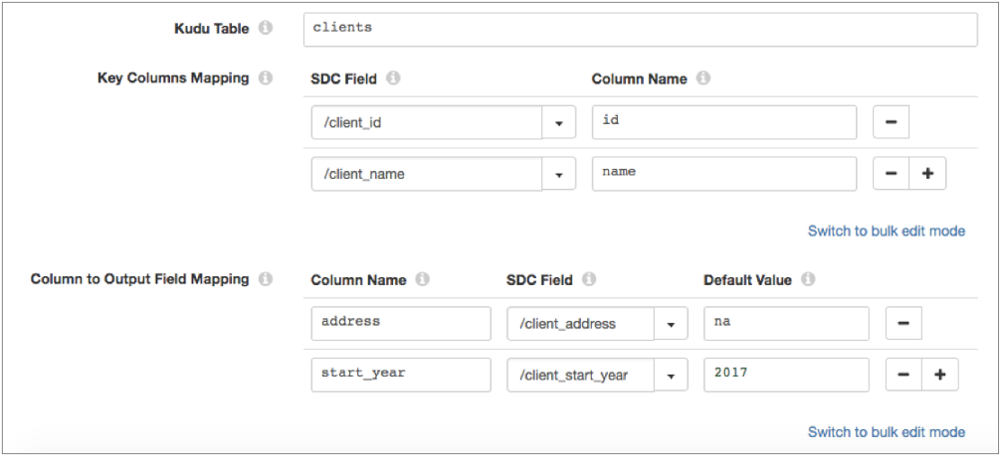 Kudu Table clients
Key Columns Mapping SDC Field Column Name
/client_id id
/client_name name
Switch to bulk edit mode
Column to Output Field Mapping Column Name SDC Field Default Value
address /client_address na
start_year /client_start_year 2017
Switch to bulk edit mode